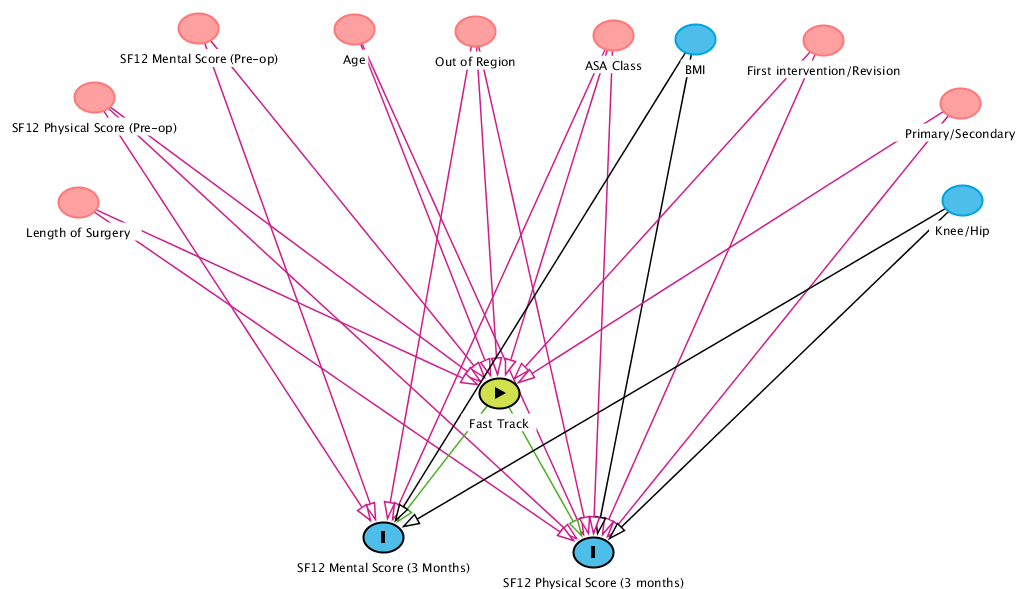 SF12 Mental Score (Pre-op)
Age
Out of Region
ASA Class
BMI
First intervention/Revision
SF12 Physical Score (Pre-op)
Primary/Secondary
Length of Surgery
Knee/Hip
Fast Track
SF12 Mental Score (3 Months)
SF12 Physical Score (3 months)